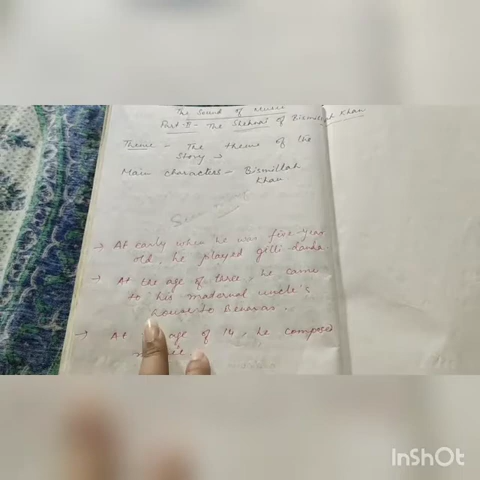 The Sound of Music
Part-II - The Shehnai of Bismillah Khan
Theme - The theme of the
Story →
Main characters - Bismillah
Khan
→ At early when he was five year
old, he played gilli-danda.
→ At the age of three, he came
to his maternal uncle's
house to Benaras.
→ At age of 14, he composed
InShOt